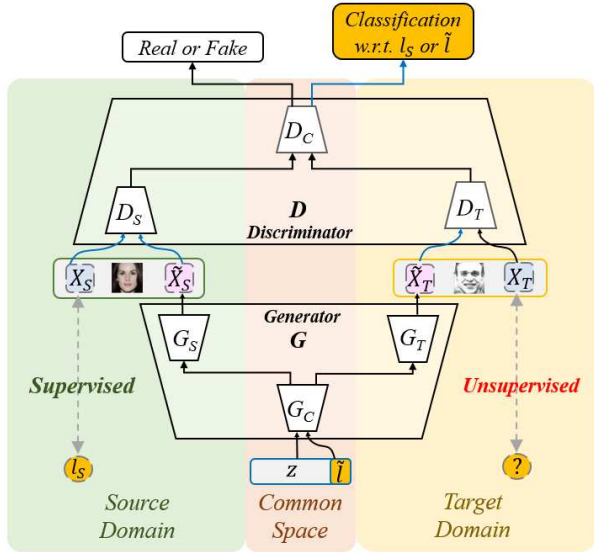 Real or Fake
Classification
w.r.t. l_S or l̃
D_C
D_S
D
Discriminator
D_T
X_S
X̃_S
X̃_T
X_T
Generator
G
G_S
G_T
Supervised
Unsupervised
G_C
l_S
z
l̃
?
Source
Domain
Common
Space
Target
Domain